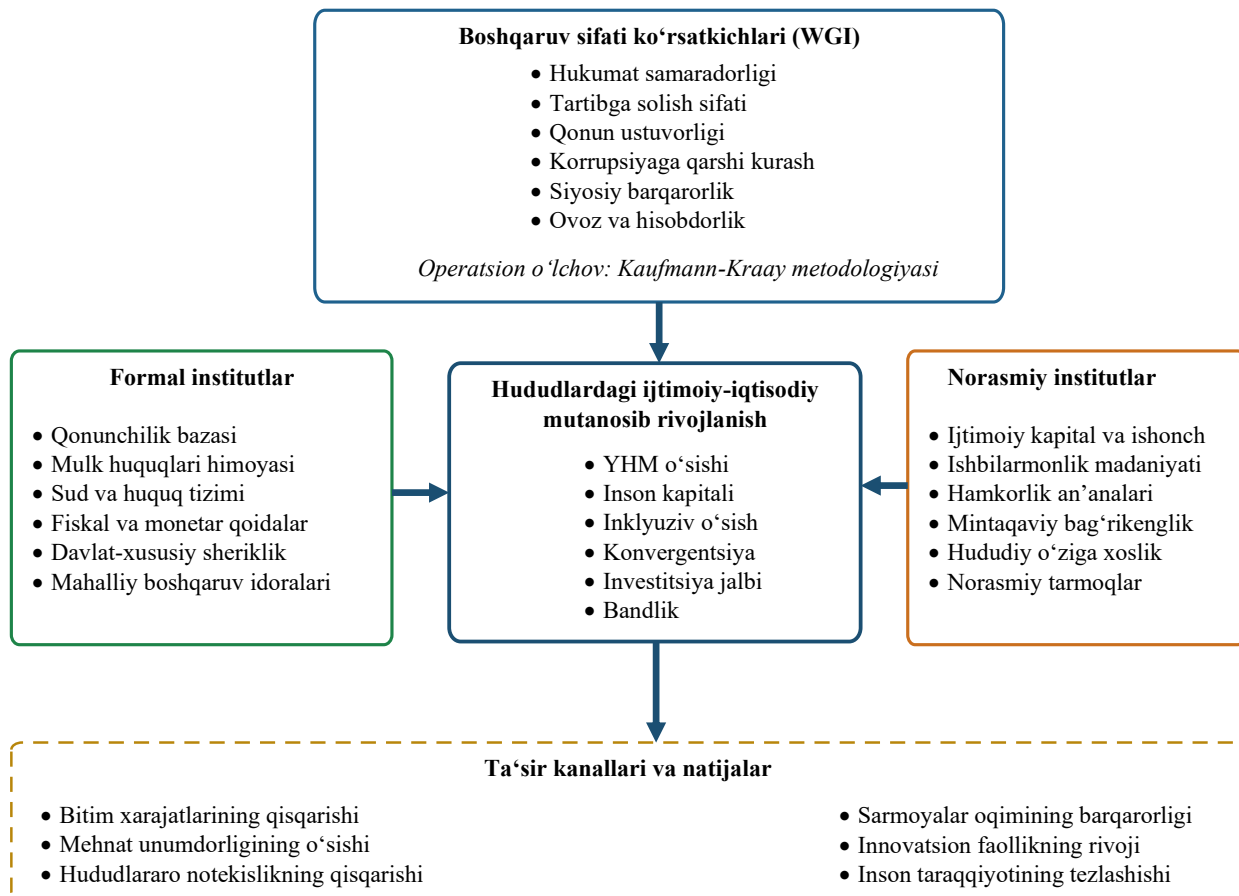 Boshqaruv sifati ko‘rsatkichlari (WGI)
• Hukumat samaradorligi
• Tartibga solish sifati
• Qonun ustuvorligi
• Korrupsiyaga qarshi kurash
• Siyosiy barqarorlik
• Ovoz va hisobdorlik
Operatsion o‘lchov: Kaufmann-Kraay metodologiyasi
Formal institutlar
• Qonunchilik bazasi
• Mulk huquqlari himoyasi
• Sud va huquq tizimi
• Fiskal va monetar qoidalar
• Davlat-xususiy sheriklik
• Mahalliy boshqaruv idoralari
Hududlardagi ijtimoiy-iqtisodiy
mutanosib rivojlanish
• YHM o‘sishi
• Inson kapitali
• Inklyuziv o‘sish
• Konvergentsiya
• Investitsiya jalbi
• Bandlik
Norasmiy institutlar
• Ijtimoiy kapital va ishonch
• Ishbilarmonlik madaniyati
• Hamkorlik an’analari
• Mintaqaviy bag‘rikenglik
• Hududiy o‘ziga xoslik
• Norasmiy tarmoqlar
Ta‘sir kanallari va natijalar
• Bitim xarajatlarining qisqarishi
• Mehnat unumdorligining o‘sishi
• Hududlararo notekislikning qisqarishi
• Sarmoyalar oqimining barqarorligi
• Innovatsion faollikning rivoji
• Inson taraqqiyotining tezlashishi